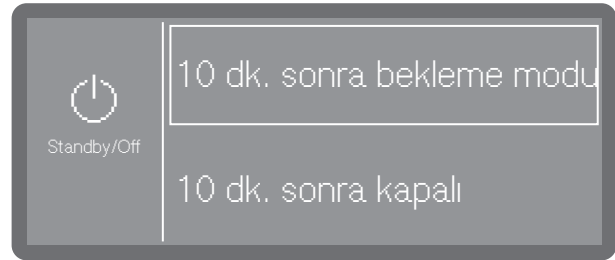 10 dk. sonra bekleme modu
Standby/Off
10 dk. sonra kapalı